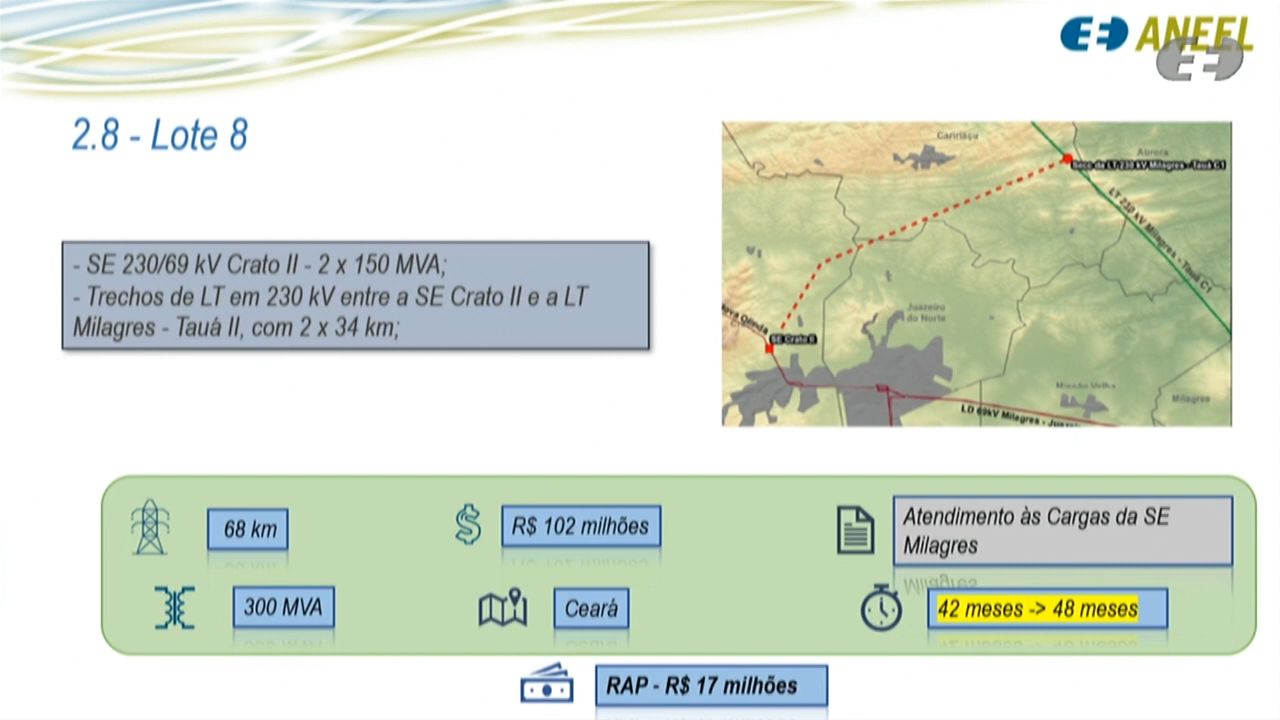 ANEEL
2.8 - Lote 8
- SE 230/69 kV Crato II - 2 x 150 MVA;
- Trechos de LT em 230 kV entre a SE Crato II e a LT
Milagres - Tauá II, com 2 x 34 km;
Caririaçu
Aurora
Seco da LT 230 kV Milagres - Tauá C1
LT 230 kV Milagres - Tauá C1
Juazeiro
do Norte
Nova Olinda
SE Crato II
Missão Velha
Milagres
LD 69kV Milagres - Juaze
68 km
R$ 102 milhões
Atendimento às Cargas da SE
Milagres
300 MVA
Ceará
42 meses -> 48 meses
RAP - R$ 17 milhões